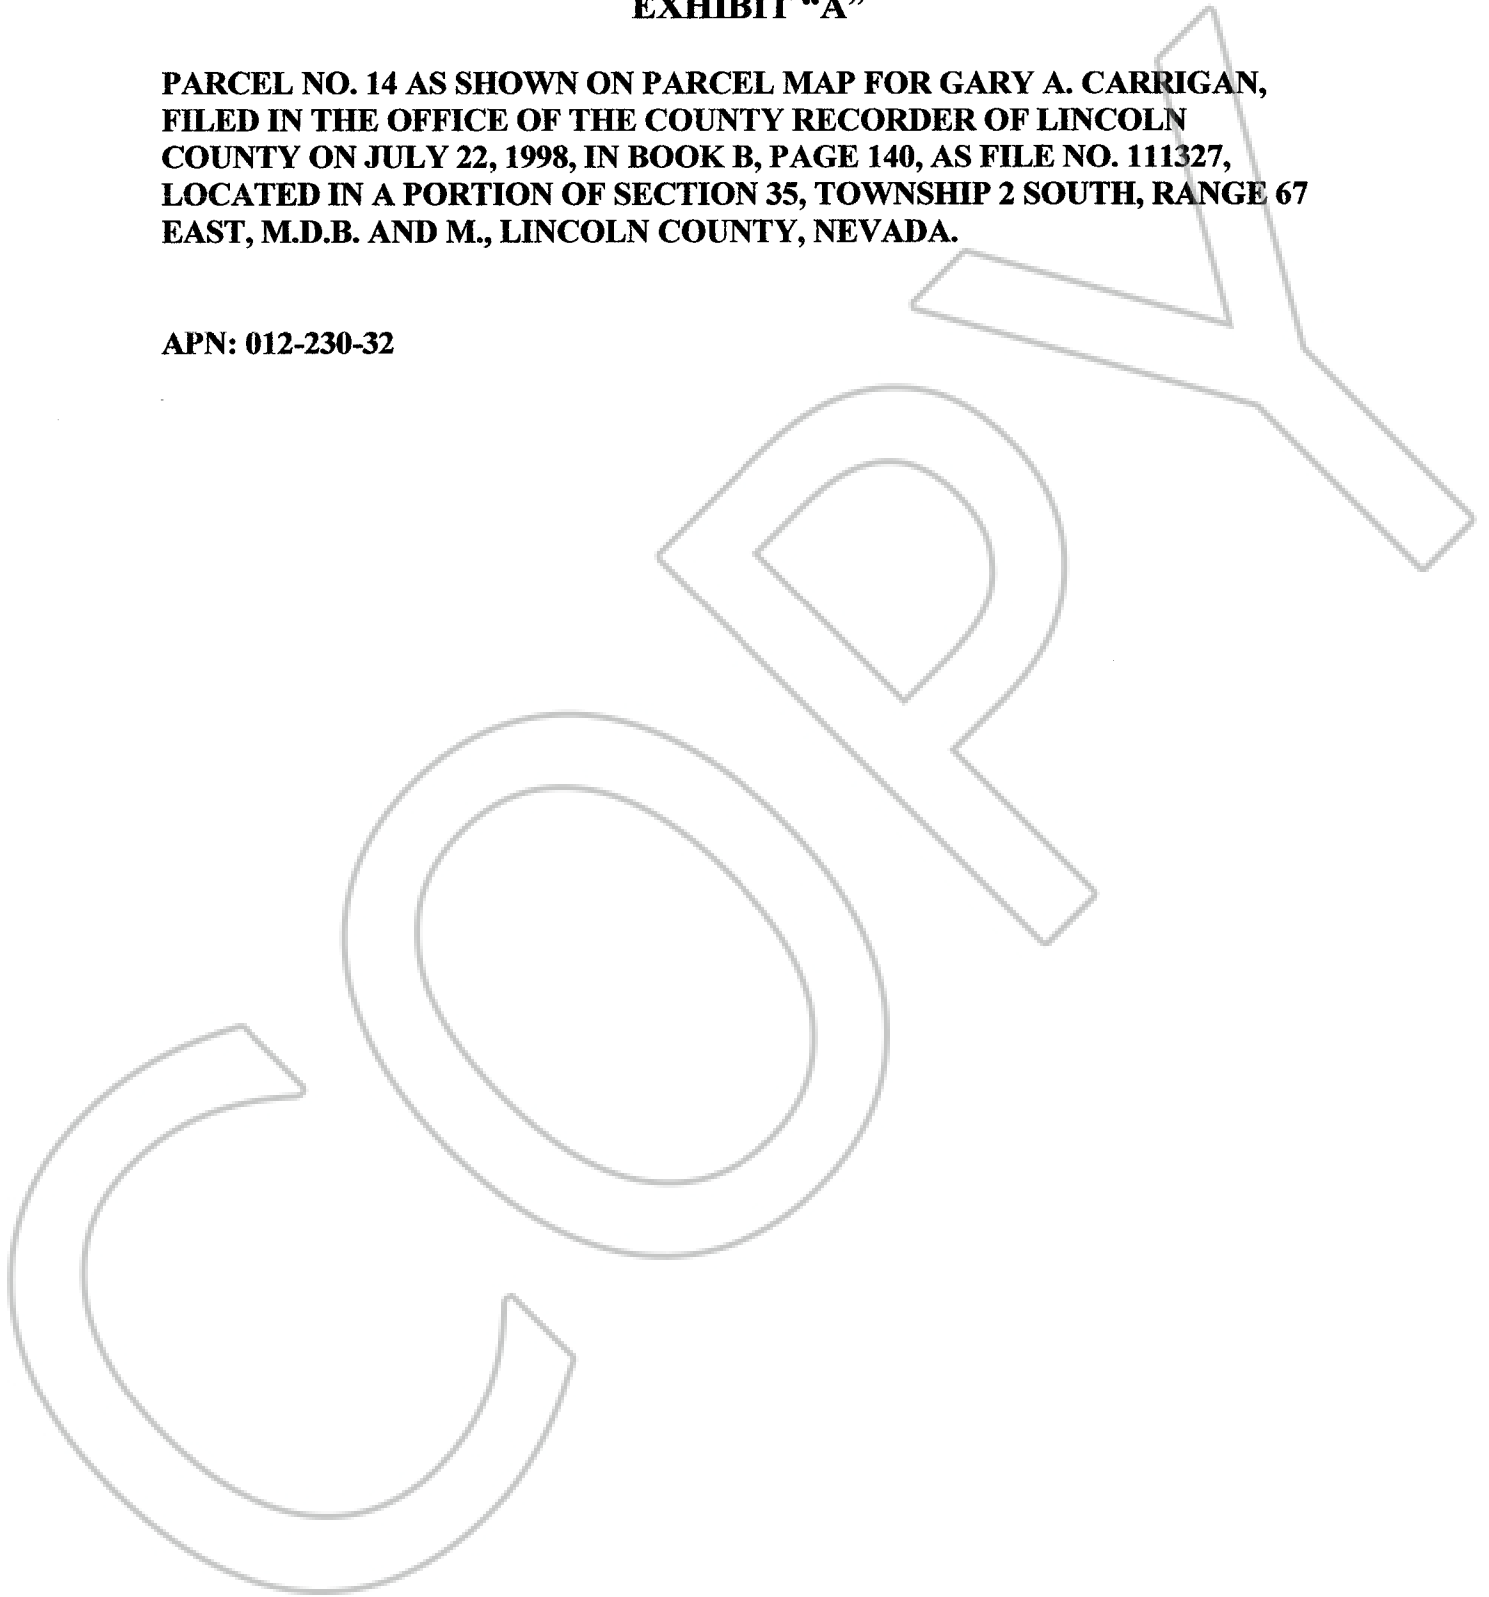 EXHIBIT “A”
PARCEL NO. 14 AS SHOWN ON PARCEL MAP FOR GARY A. CARRIGAN,
FILED IN THE OFFICE OF THE COUNTY RECORDER OF LINCOLN
COUNTY ON JULY 22, 1998, IN BOOK B, PAGE 140, AS FILE NO. 111327,
LOCATED IN A PORTION OF SECTION 35, TOWNSHIP 2 SOUTH, RANGE 67
EAST, M.D.B. AND M., LINCOLN COUNTY, NEVADA.
APN: 012-230-32
COPY